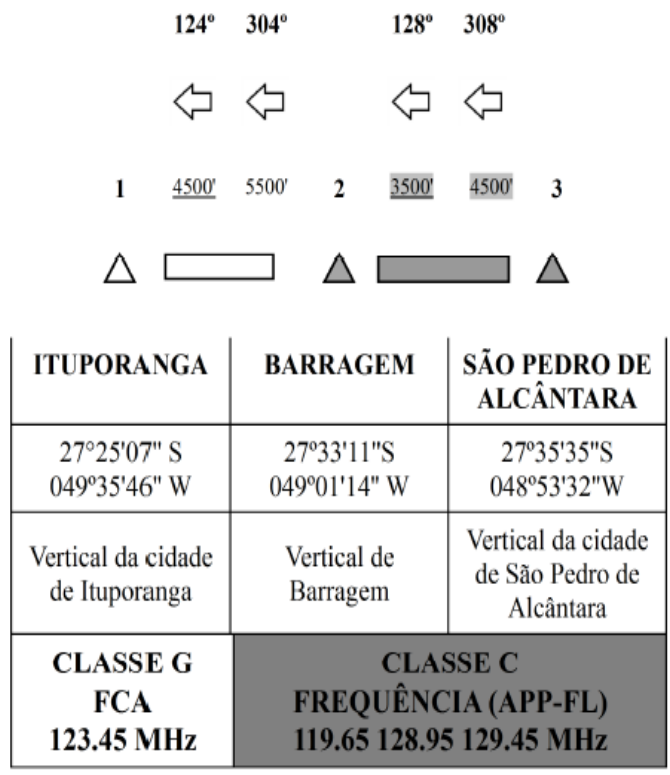 124º 304º 128º 308º
1 4500' 5500' 2 3500' 4500' 3
ITUPORANGA BARRAGEM SÃO PEDRO DE
ALCÂNTARA
27°25'07" S 27º33'11"S 27º35'35"S
049º35'46" W 049º01'14" W 048º53'32"W
Vertical da cidade
de Ituporanga
Vertical de
Barragem
Vertical da cidade
de São Pedro de
Alcântara
CLASSE G
FCA
123.45 MHz
CLASSE C
FREQUÊNCIA (APP-FL)
119.65 128.95 129.45 MHz